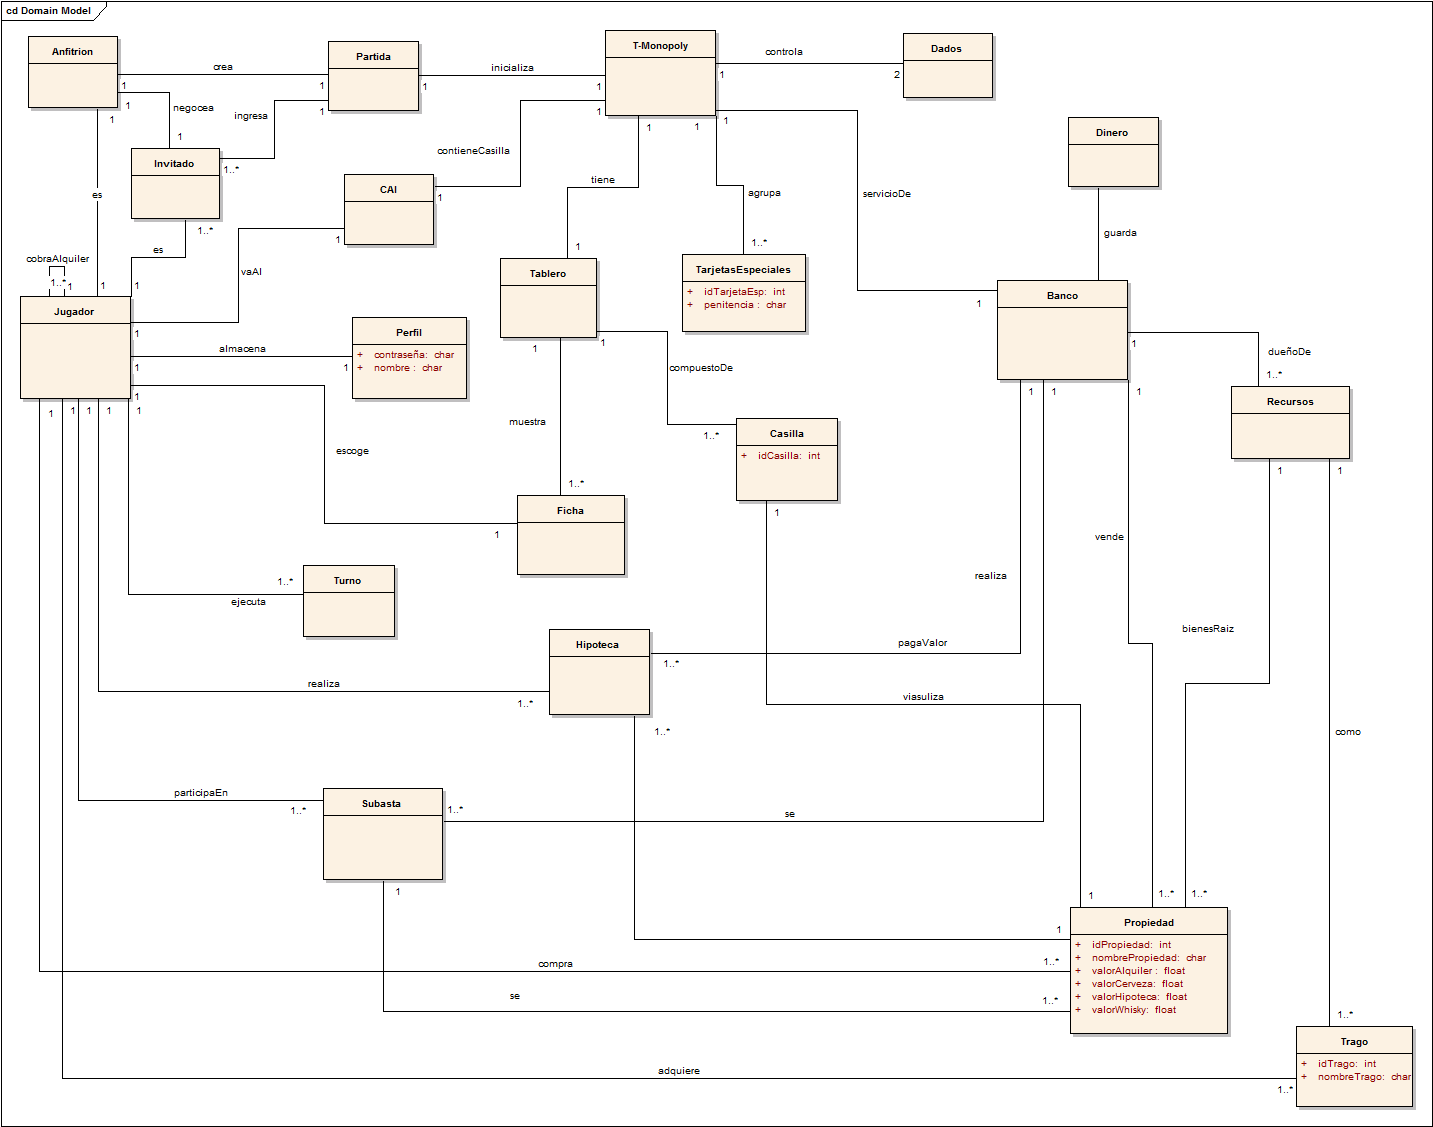 cd Domain Model
Anfitrion
Partida
T-Monopoly
Dados
crea
inicializa
controla
1
1
1
1
1
2
1
1
negocea
1
ingresa
1
1
1
1
1
1
Dinero
Invitado
1..*
contieneCasilla
CAI
1
tiene
agrupa
servicioDe
guarda
es
1..*
es
1
vaAl
1
1..*
cobraAlquiler
1..*
1
1
1
Jugador
Tablero
TarjetasEspeciales
+ idTarjetaEsp: int
+ penitencia : char
Banco
1
1
almacena
1
1
Perfil
+ contraseña: char
+ nombre : char
1
1
compuestoDe
1
dueñoDe
1..*
Recursos
1
1
1
1
1
1
1
1
1
1
1
muestra
escoge
1..*
Casilla
+ idCasilla: int
1..*
Ficha
1
1
1
1
vende
realiza
1..*
Turno
ejecuta
Hipoteca
pagaValor
1..*
bienesRaiz
realiza
1..*
viasuliza
1..*
como
participaEn
1..*
Subasta
1..*
se
1
1
1..*
1..*
Propiedad
+ idPropiedad: int
+ nombrePropiedad: char
+ valorAlquiler : float
+ valorCerveza: float
+ valorHipoteca: float
+ valorWhisky: float
1
compra
1..*
se
1..*
1..*
Trago
+ idTrago: int
+ nombreTrago: char
adquiere
1..*